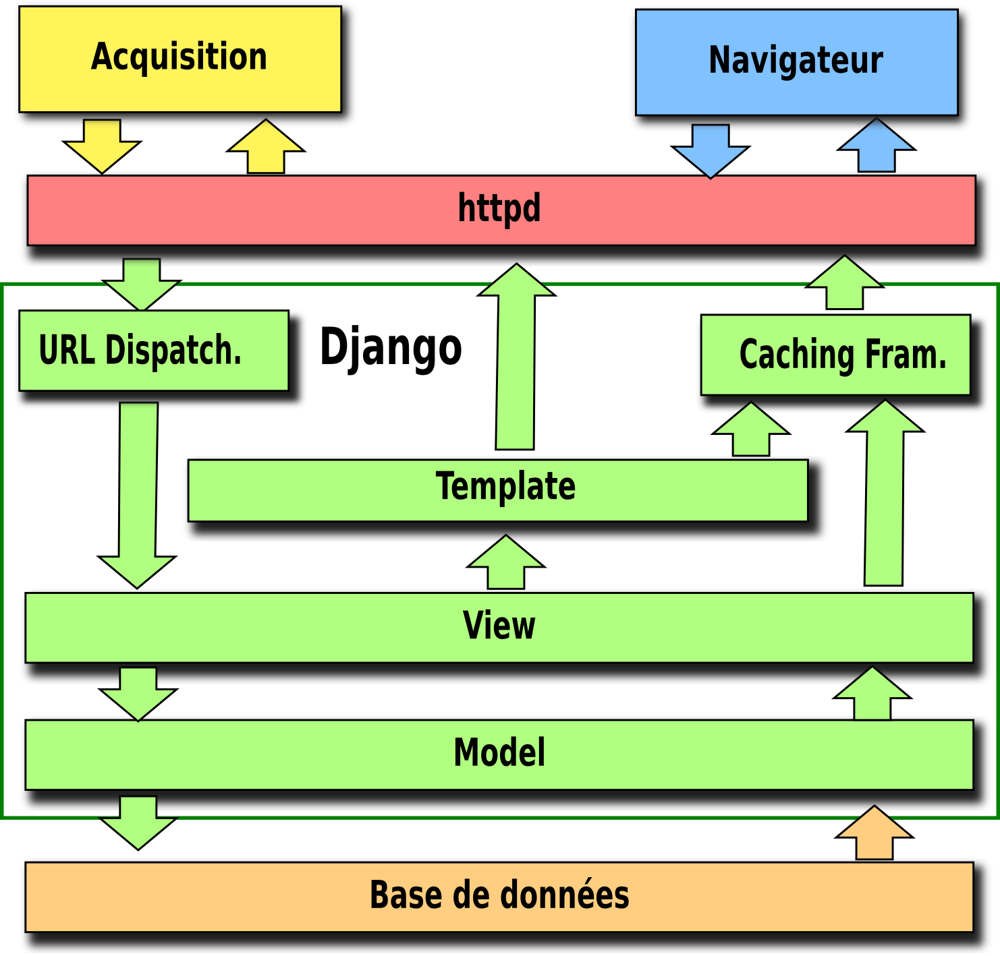 Acquisition
Navigateur
httpd
URL Dispatch.
Django
Caching Fram.
Template
View
Model
Base de données